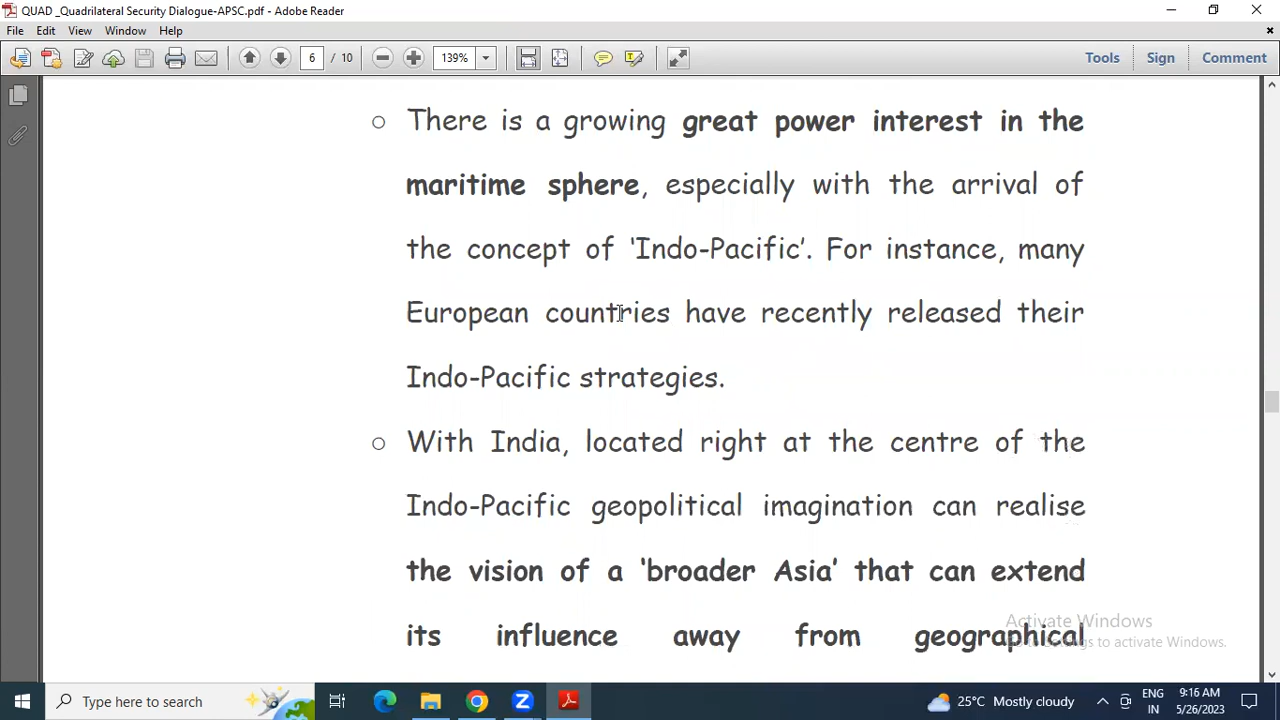 QUAD _Quadrilateral Security Dialogue-APSC.pdf - Adobe Reader
File Edit View Window Help
6 / 10 139% Tools Sign Comment
There is a growing great power interest in the
maritime sphere, especially with the arrival of
the concept of ‘Indo-Pacific’. For instance, many
European countries have recently released their
Indo-Pacific strategies.
With India, located right at the centre of the
Indo-Pacific geopolitical imagination can realise
the vision of a ‘broader Asia’ that can extend
its influence away from geographical
Activate Windows
to Settings to activate Windows.
Type here to search 25°C Mostly cloudy ENG IN 9:16 AM 5/26/2023